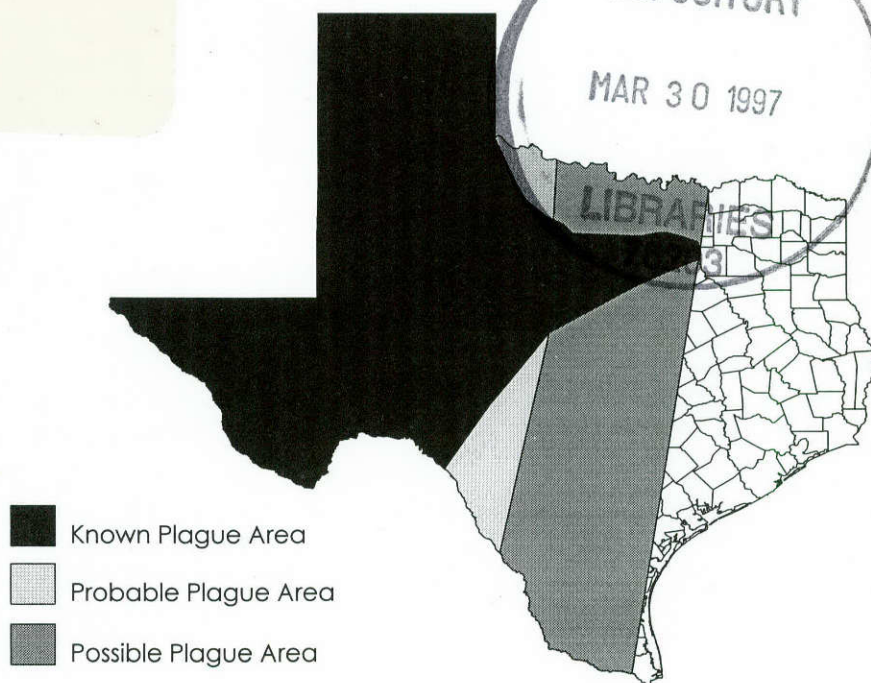 MAR 30 1997
LIBRARIES
Known Plague Area
Probable Plague Area
Possible Plague Area